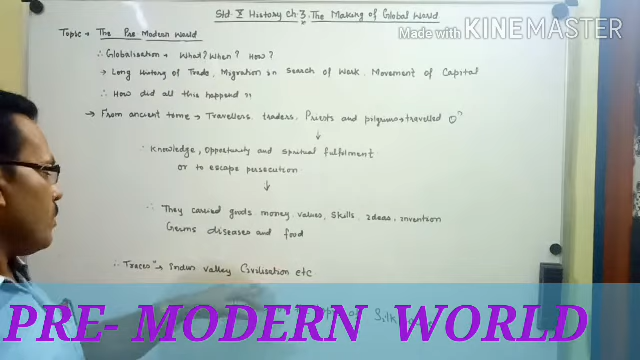 Std. X History Ch. 3. The Making of Global World
Made with KINEMASTER
Topic → The Pre Modern World
∴ Globalisation → What? When? How?
→ Long History of Trade, Migration in Search of Work, Movement of Capital
∴ How did all this happend
→ From ancient tome → Travellers, traders, Priests and pilgrims → travelled
↓
∴ Knowledge, Opportunity and Spiritual fulfilment
or to escape persecution
↓
∴ They carried goods money, values, Skills, Ideas, invention
Germs diseases and food
∴ Traces" → Indus valley Civilisation etc
Silk
PRE- MODERN WORLD